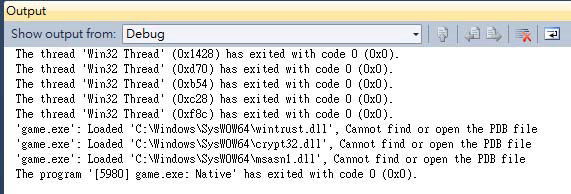 Output
Show output from: Debug
The thread 'Win32 Thread' (0x1428) has exited with code 0 (0x0).
The thread 'Win32 Thread' (0xd70) has exited with code 0 (0x0).
The thread 'Win32 Thread' (0xb54) has exited with code 0 (0x0).
The thread 'Win32 Thread' (0xc28) has exited with code 0 (0x0).
The thread 'Win32 Thread' (0xf8c) has exited with code 0 (0x0).
'game.exe': Loaded 'C:\Windows\SysWOW64\wintrust.dll', Cannot find or open the PDB file
'game.exe': Loaded 'C:\Windows\SysWOW64\crypt32.dll', Cannot find or open the PDB file
'game.exe': Loaded 'C:\Windows\SysWOW64\msasn1.dll', Cannot find or open the PDB file
The program '[5980] game.exe: Native' has exited with code 0 (0x0).